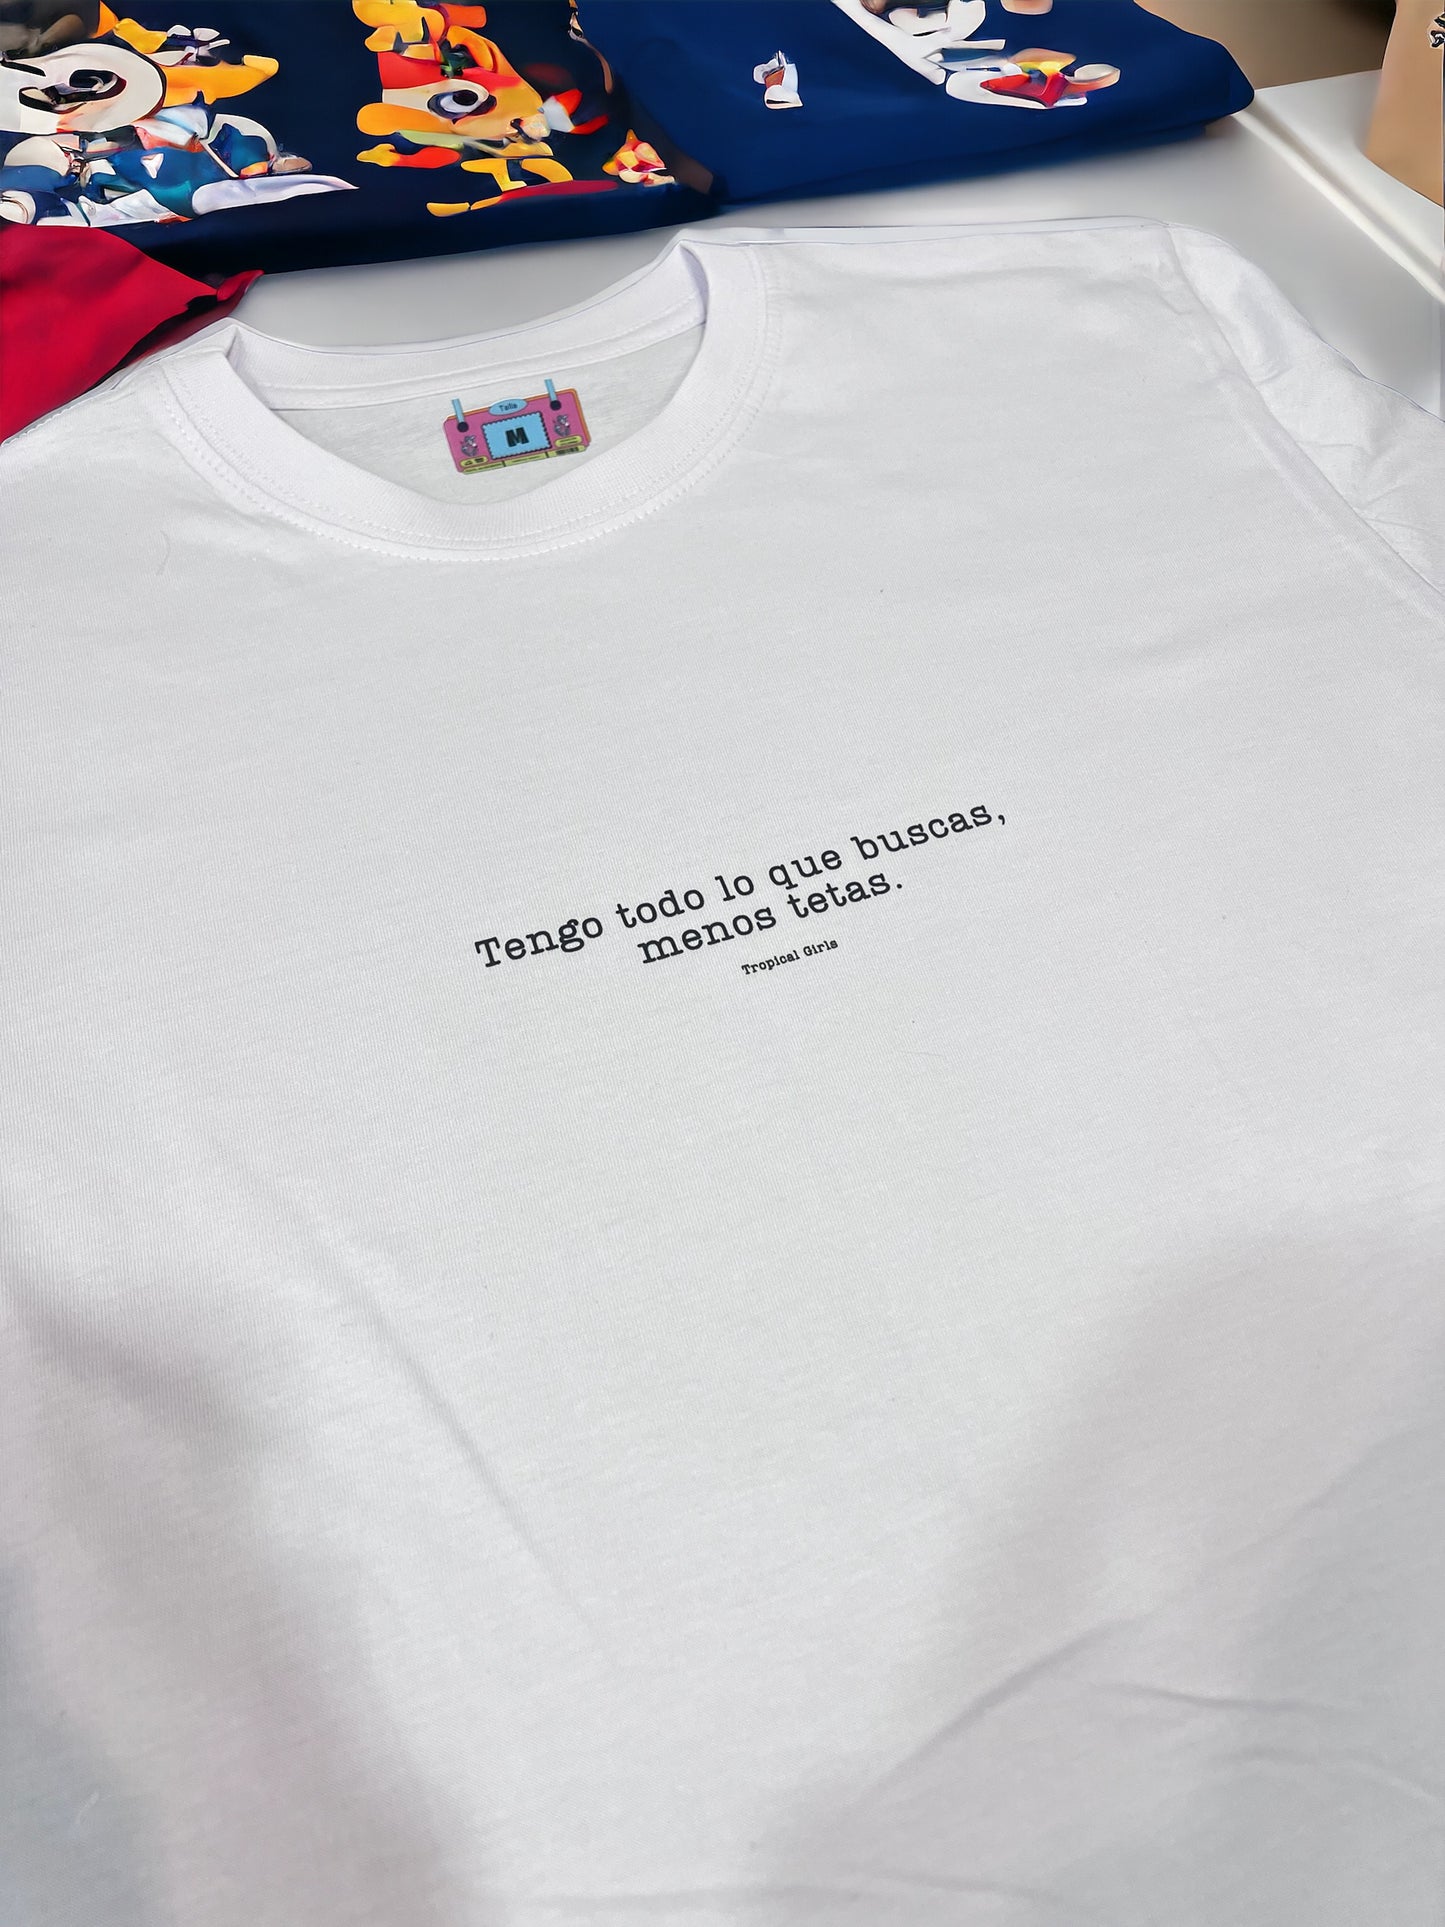 Talla
M
Tengo todo lo que buscas,
menos tetas.
Tropical Girls